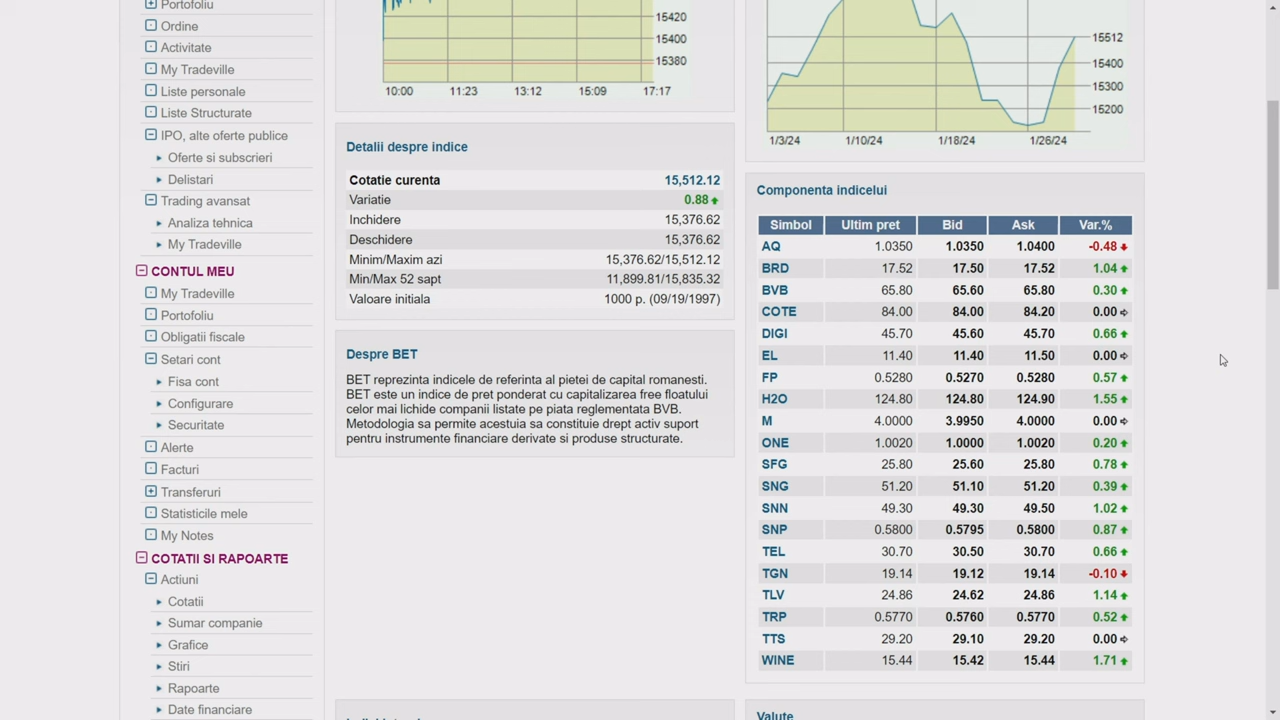 Portofoliu
Ordine
Activitate
My Tradeville
Liste personale
Liste Structurate
IPO, alte oferte publice
Oferte si subscrieri
Delistari
Trading avansat
Analiza tehnica
My Tradeville
CONTUL MEU
My Tradeville
Portofoliu
Obligatii fiscale
Setari cont
Fisa cont
Configurare
Securitate
Alerte
Facturi
Transferuri
Statisticile mele
My Notes
COTATII SI RAPOARTE
Actiuni
Cotatii
Sumar companie
Grafice
Stiri
Rapoarte
Date financiare
15420
15400
15380
10:00 11:23 13:12 15:09 17:17
Detalii despre indice
Cotatie curenta 15,512.12
Variatie 0.88
Inchidere 15,376.62
Deschidere 15,376.62
Minim/Maxim azi 15,376.62/15,512.12
Min/Max 52 sapt 11,899.81/15,835.32
Valoare initiala 1000 p. (09/19/1997)
Despre BET
BET reprezinta indicele de referinta al pietei de capital romanesti.
BET este un indice de pret ponderat cu capitalizarea free floatului
celor mai lichide companii listate pe piata reglementata BVB.
Metodologia sa permite acestuia sa constituie drept activ suport
pentru instrumente financiare derivate si produse structurate.
15512
15400
15300
15200
1/3/24 1/10/24 1/18/24 1/26/24
Componenta indicelui
Simbol Ultim pret Bid Ask Var.%
AQ 1.0350 1.0350 1.0400 -0.48
BRD 17.52 17.50 17.52 1.04
BVB 65.80 65.60 65.80 0.30
COTE 84.00 84.00 84.20 0.00
DIGI 45.70 45.60 45.70 0.66
EL 11.40 11.40 11.50 0.00
FP 0.5280 0.5270 0.5280 0.57
H2O 124.80 124.80 124.90 1.55
M 4.0000 3.9950 4.0000 0.00
ONE 1.0020 1.0000 1.0020 0.20
SFG 25.80 25.60 25.80 0.78
SNG 51.20 51.10 51.20 0.39
SNN 49.30 49.30 49.50 1.02
SNP 0.5800 0.5795 0.5800 0.87
TEL 30.70 30.50 30.70 0.66
TGN 19.14 19.12 19.14 -0.10
TLV 24.86 24.62 24.86 1.14
TRP 0.5770 0.5760 0.5770 0.52
TTS 29.20 29.10 29.20 0.00
WINE 15.44 15.42 15.44 1.71
Valute